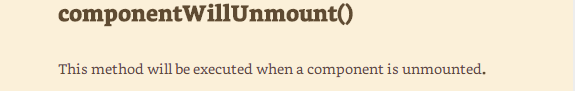 componentWillUnmount()
This method will be executed when a component is unmounted.